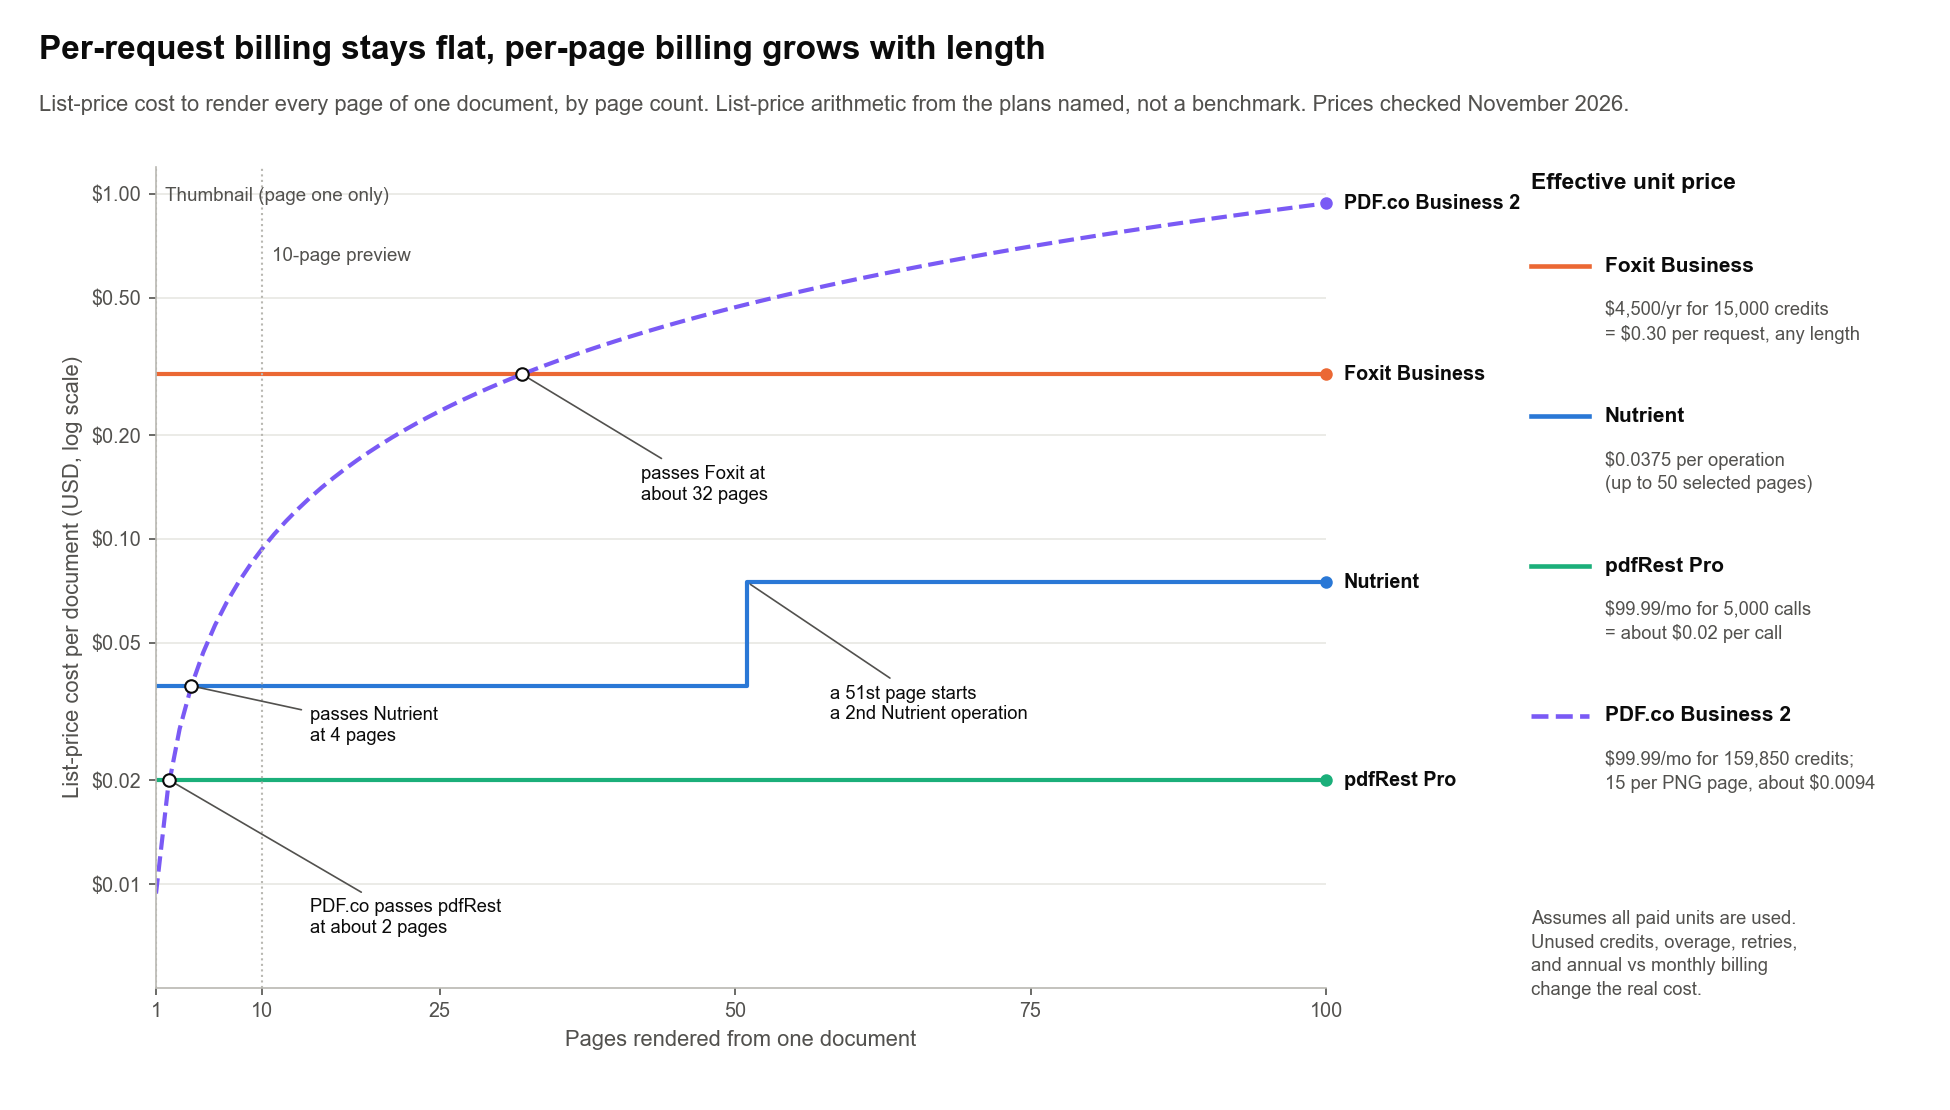 Per-request billing stays flat, per-page billing grows with length
List-price cost to render every page of one document, by page count. List-price arithmetic from the plans named, not a benchmark. Prices checked November 2026.
List-price cost per document (USD, log scale)
$1.00
$0.50
$0.20
$0.10
$0.05
$0.02
$0.01
Thumbnail (page one only)
10-page preview
PDF.co Business 2
Foxit Business
passes Foxit at
about 32 pages
Nutrient
a 51st page starts
a 2nd Nutrient operation
passes Nutrient
at 4 pages
pdfRest Pro
PDF.co passes pdfRest
at about 2 pages
1
10
25
50
75
100
Pages rendered from one document
Effective unit price
Foxit Business
$4,500/yr for 15,000 credits
= $0.30 per request, any length
Nutrient
$0.0375 per operation
(up to 50 selected pages)
pdfRest Pro
$99.99/mo for 5,000 calls
= about $0.02 per call
PDF.co Business 2
$99.99/mo for 159,850 credits;
15 per PNG page, about $0.0094
Assumes all paid units are used.
Unused credits, overage, retries,
and annual vs monthly billing
change the real cost.